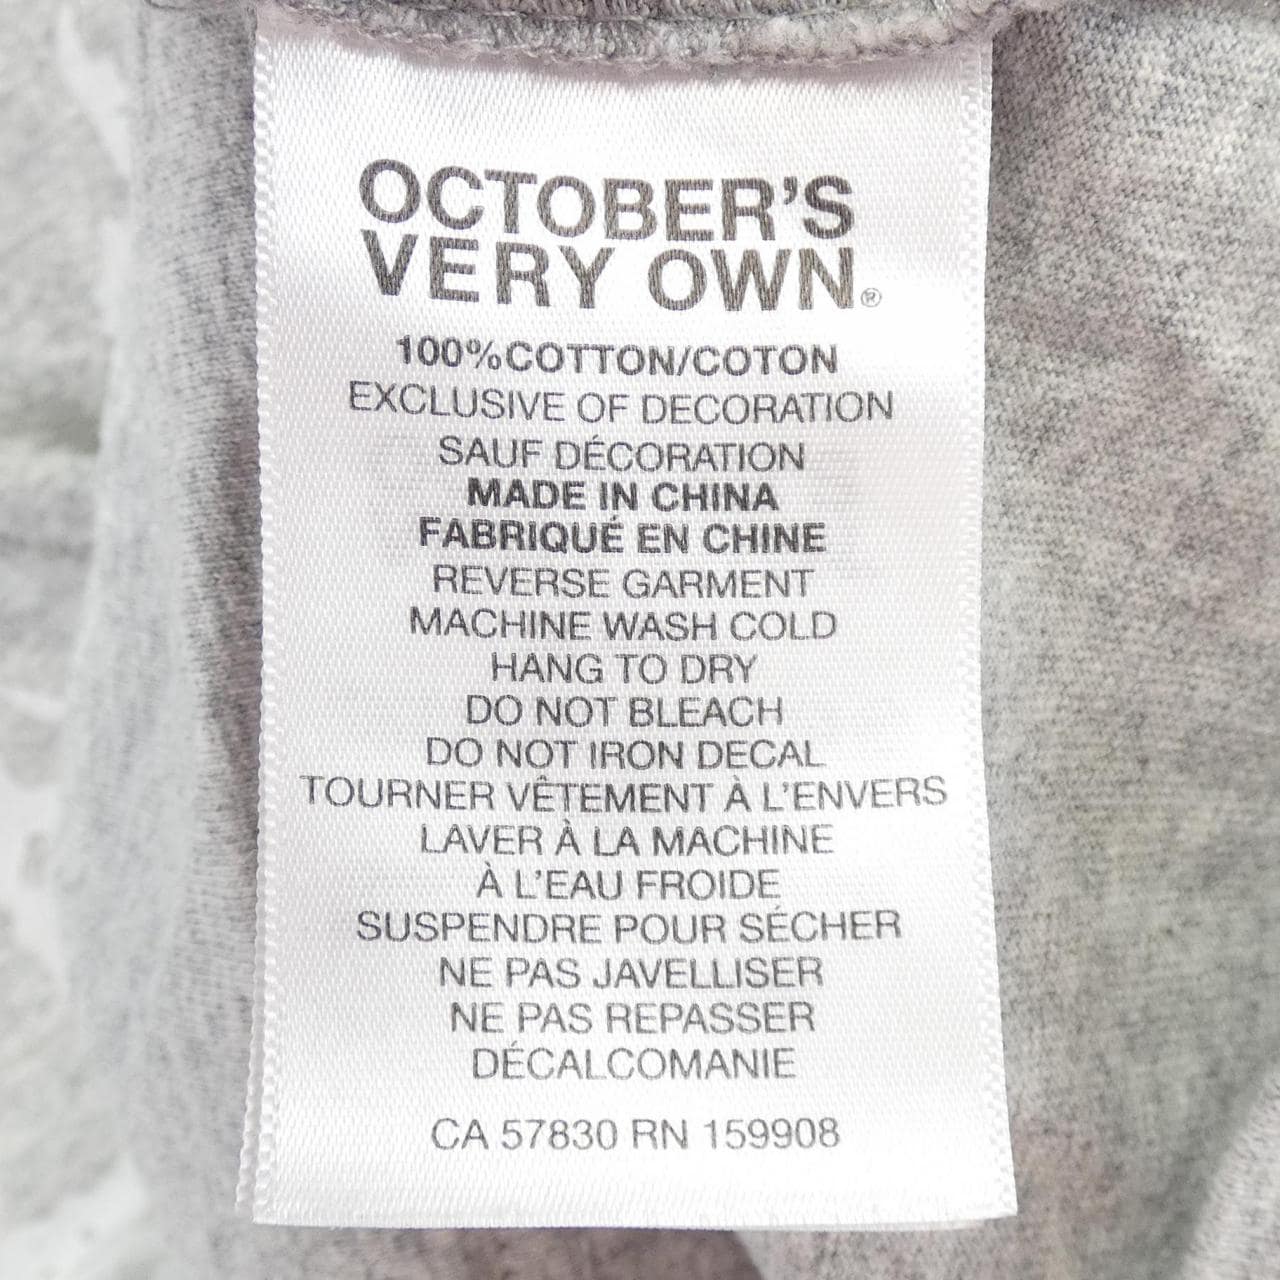 OCTOBER'S
VERY OWN®
100%COTTON/COTON
EXCLUSIVE OF DECORATION
SAUF DÉCORATION
MADE IN CHINA
FABRIQUÉ EN CHINE
REVERSE GARMENT
MACHINE WASH COLD
HANG TO DRY
DO NOT BLEACH
DO NOT IRON DECAL
TOURNER VÊTEMENT À L'ENVERS
LAVER À LA MACHINE
À L'EAU FROIDE
SUSPENDRE POUR SÉCHER
NE PAS JAVELLISER
NE PAS REPASSER
DÉCALCOMANIE
CA 57830 RN 159908